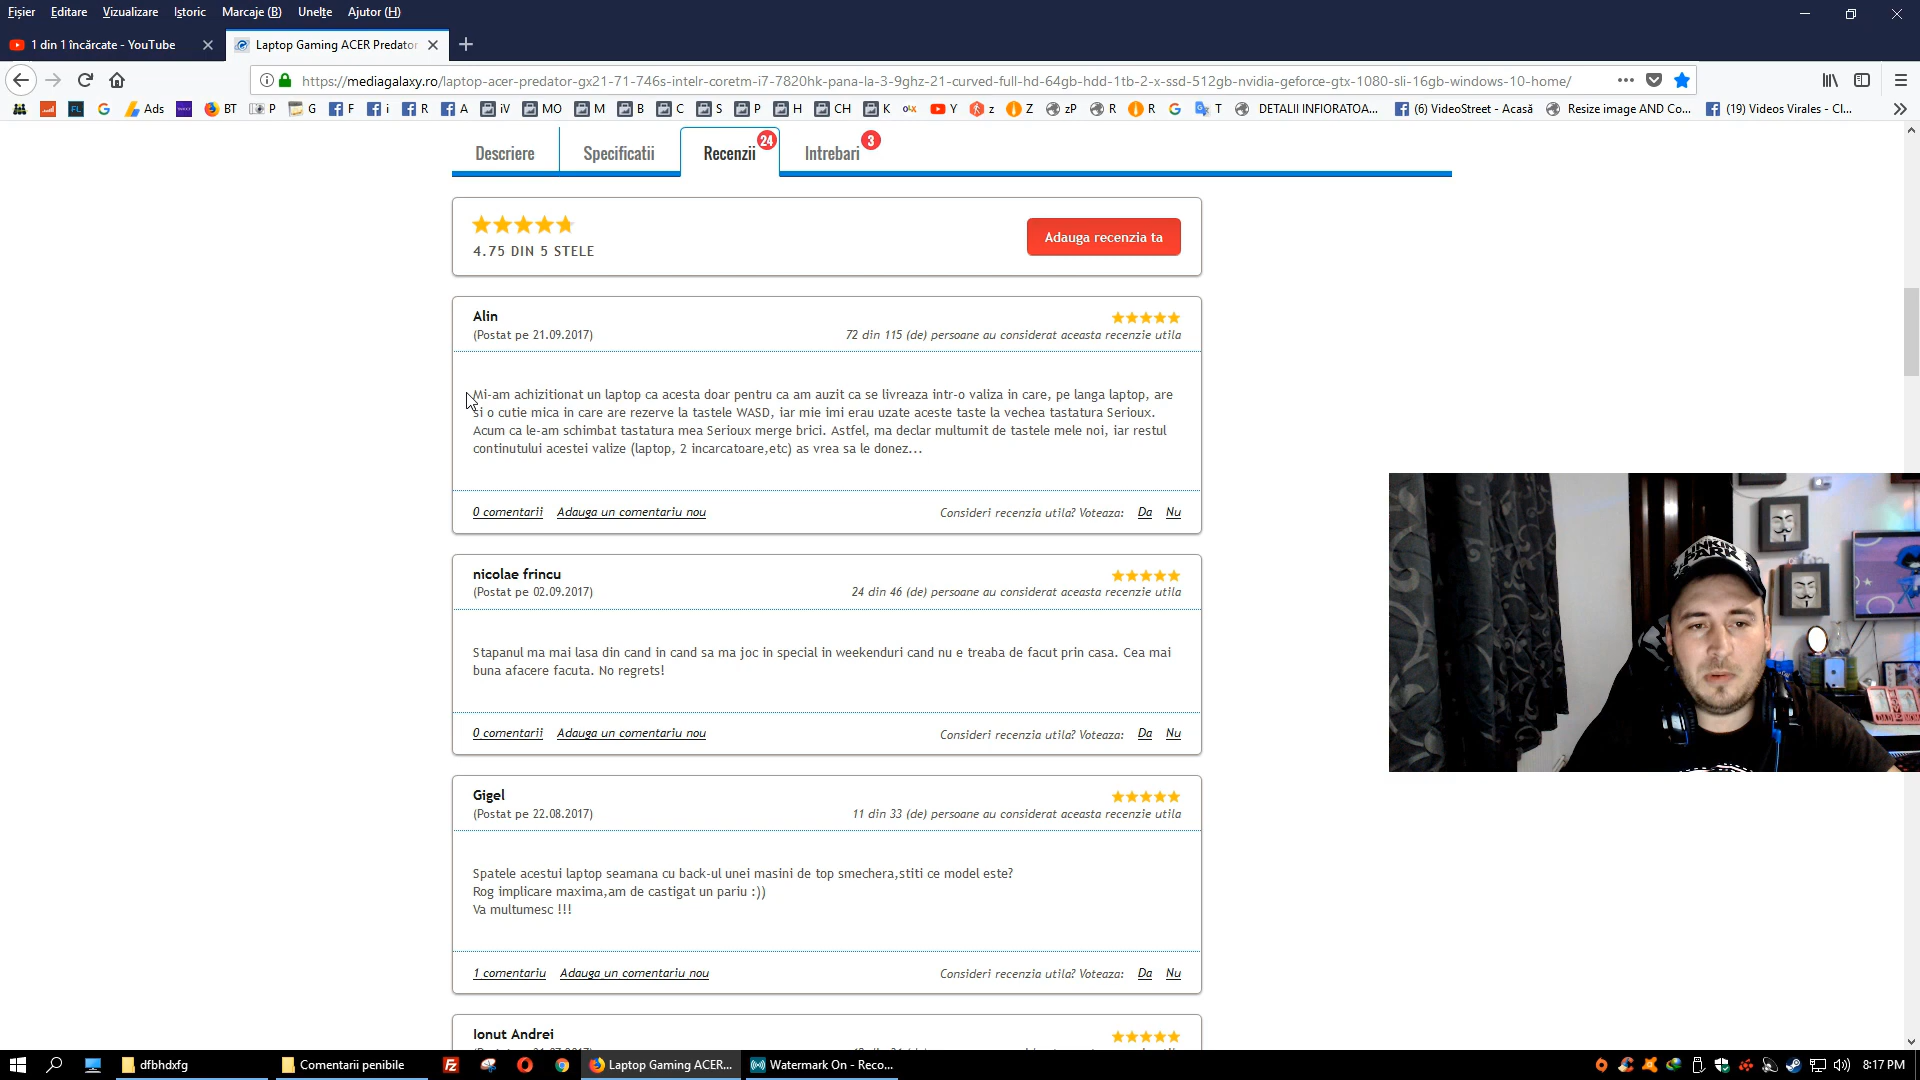 Fișier Editare Vizualizare Istoric Marcaje (B) Unelte Ajutor (H)
1 din 1 încărcate - YouTube
Laptop Gaming ACER Predator
https://mediagalaxy.ro/laptop-acer-predator-gx21-71-746s-intelr-coretm-i7-7820hk-pana-la-3-9ghz-21-curved-full-hd-64gb-hdd-1tb-2-x-ssd-512gb-nvidia-geforce-gtx-1080-sli-16gb-windows-10-home/
Ads BT P G F i R A iV MO M B C S P H CH K Y z Z zP R R T DETALII INFIORATOA... (6) VideoStreet - Acasă Resize image AND Co... (19) Videos Virales - Cl...
Descriere Specificatii Recenzii 24 Intrebari 3
4.75 DIN 5 STELE
Adauga recenzia ta
Alin
(Postat pe 21.09.2017)
72 din 115 (de) persoane au considerat aceasta recenzie utila
Mi-am achizitionat un laptop ca acesta doar pentru ca am auzit ca se livreaza intr-o valiza in care, pe langa laptop, are
si o cutie mica in care are rezerve la tastele WASD, iar mie imi erau uzate aceste taste la vechea tastatura Serioux.
Acum ca le-am schimbat tastatura mea Serioux merge brici. Astfel, ma declar multumit de tastele mele noi, iar restul
continutului acestei valize (laptop, 2 incarcatoare,etc) as vrea sa le donez...
0 comentarii Adauga un comentariu nou
Consideri recenzia utila? Voteaza: Da Nu
nicolae frincu
(Postat pe 02.09.2017)
24 din 46 (de) persoane au considerat aceasta recenzie utila
Stapanul ma mai lasa din cand in cand sa ma joc in special in weekenduri cand nu e treaba de facut prin casa. Cea mai
buna afacere facuta. No regrets!
0 comentarii Adauga un comentariu nou
Consideri recenzia utila? Voteaza: Da Nu
Gigel
(Postat pe 22.08.2017)
11 din 33 (de) persoane au considerat aceasta recenzie utila
Spatele acestui laptop seamana cu back-ul unei masini de top smechera,stiti ce model este?
Rog implicare maxima,am de castigat un pariu :))
Va multumesc !!!
1 comentariu Adauga un comentariu nou
Consideri recenzia utila? Voteaza: Da Nu
Ionut Andrei
LINKIN
PARK
dfbhdxfg
Comentarii penibile
Laptop Gaming ACER...
Watermark On - Reco...
8:17 PM